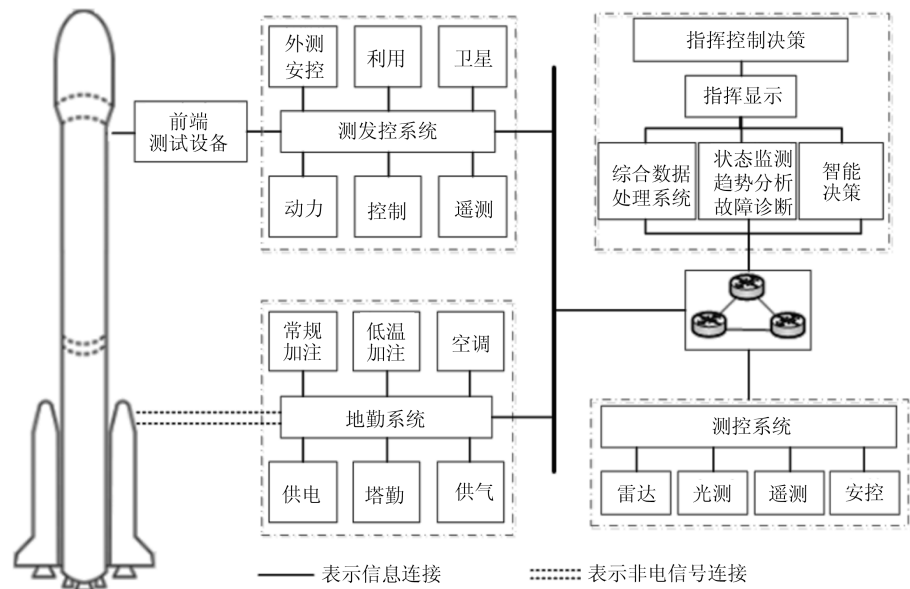 外测
安控
利用
卫星
前端
测试设备
测发控系统
动力
控制
遥测
常规
加注
低温
加注
空调
地勤系统
供电
塔勤
供气
指挥控制决策
指挥显示
综合数据
处理系统
状态监测
趋势分析
故障诊断
智能
决策
测控系统
雷达
光测
遥测
安控
表示信息连接
表示非电信号连接